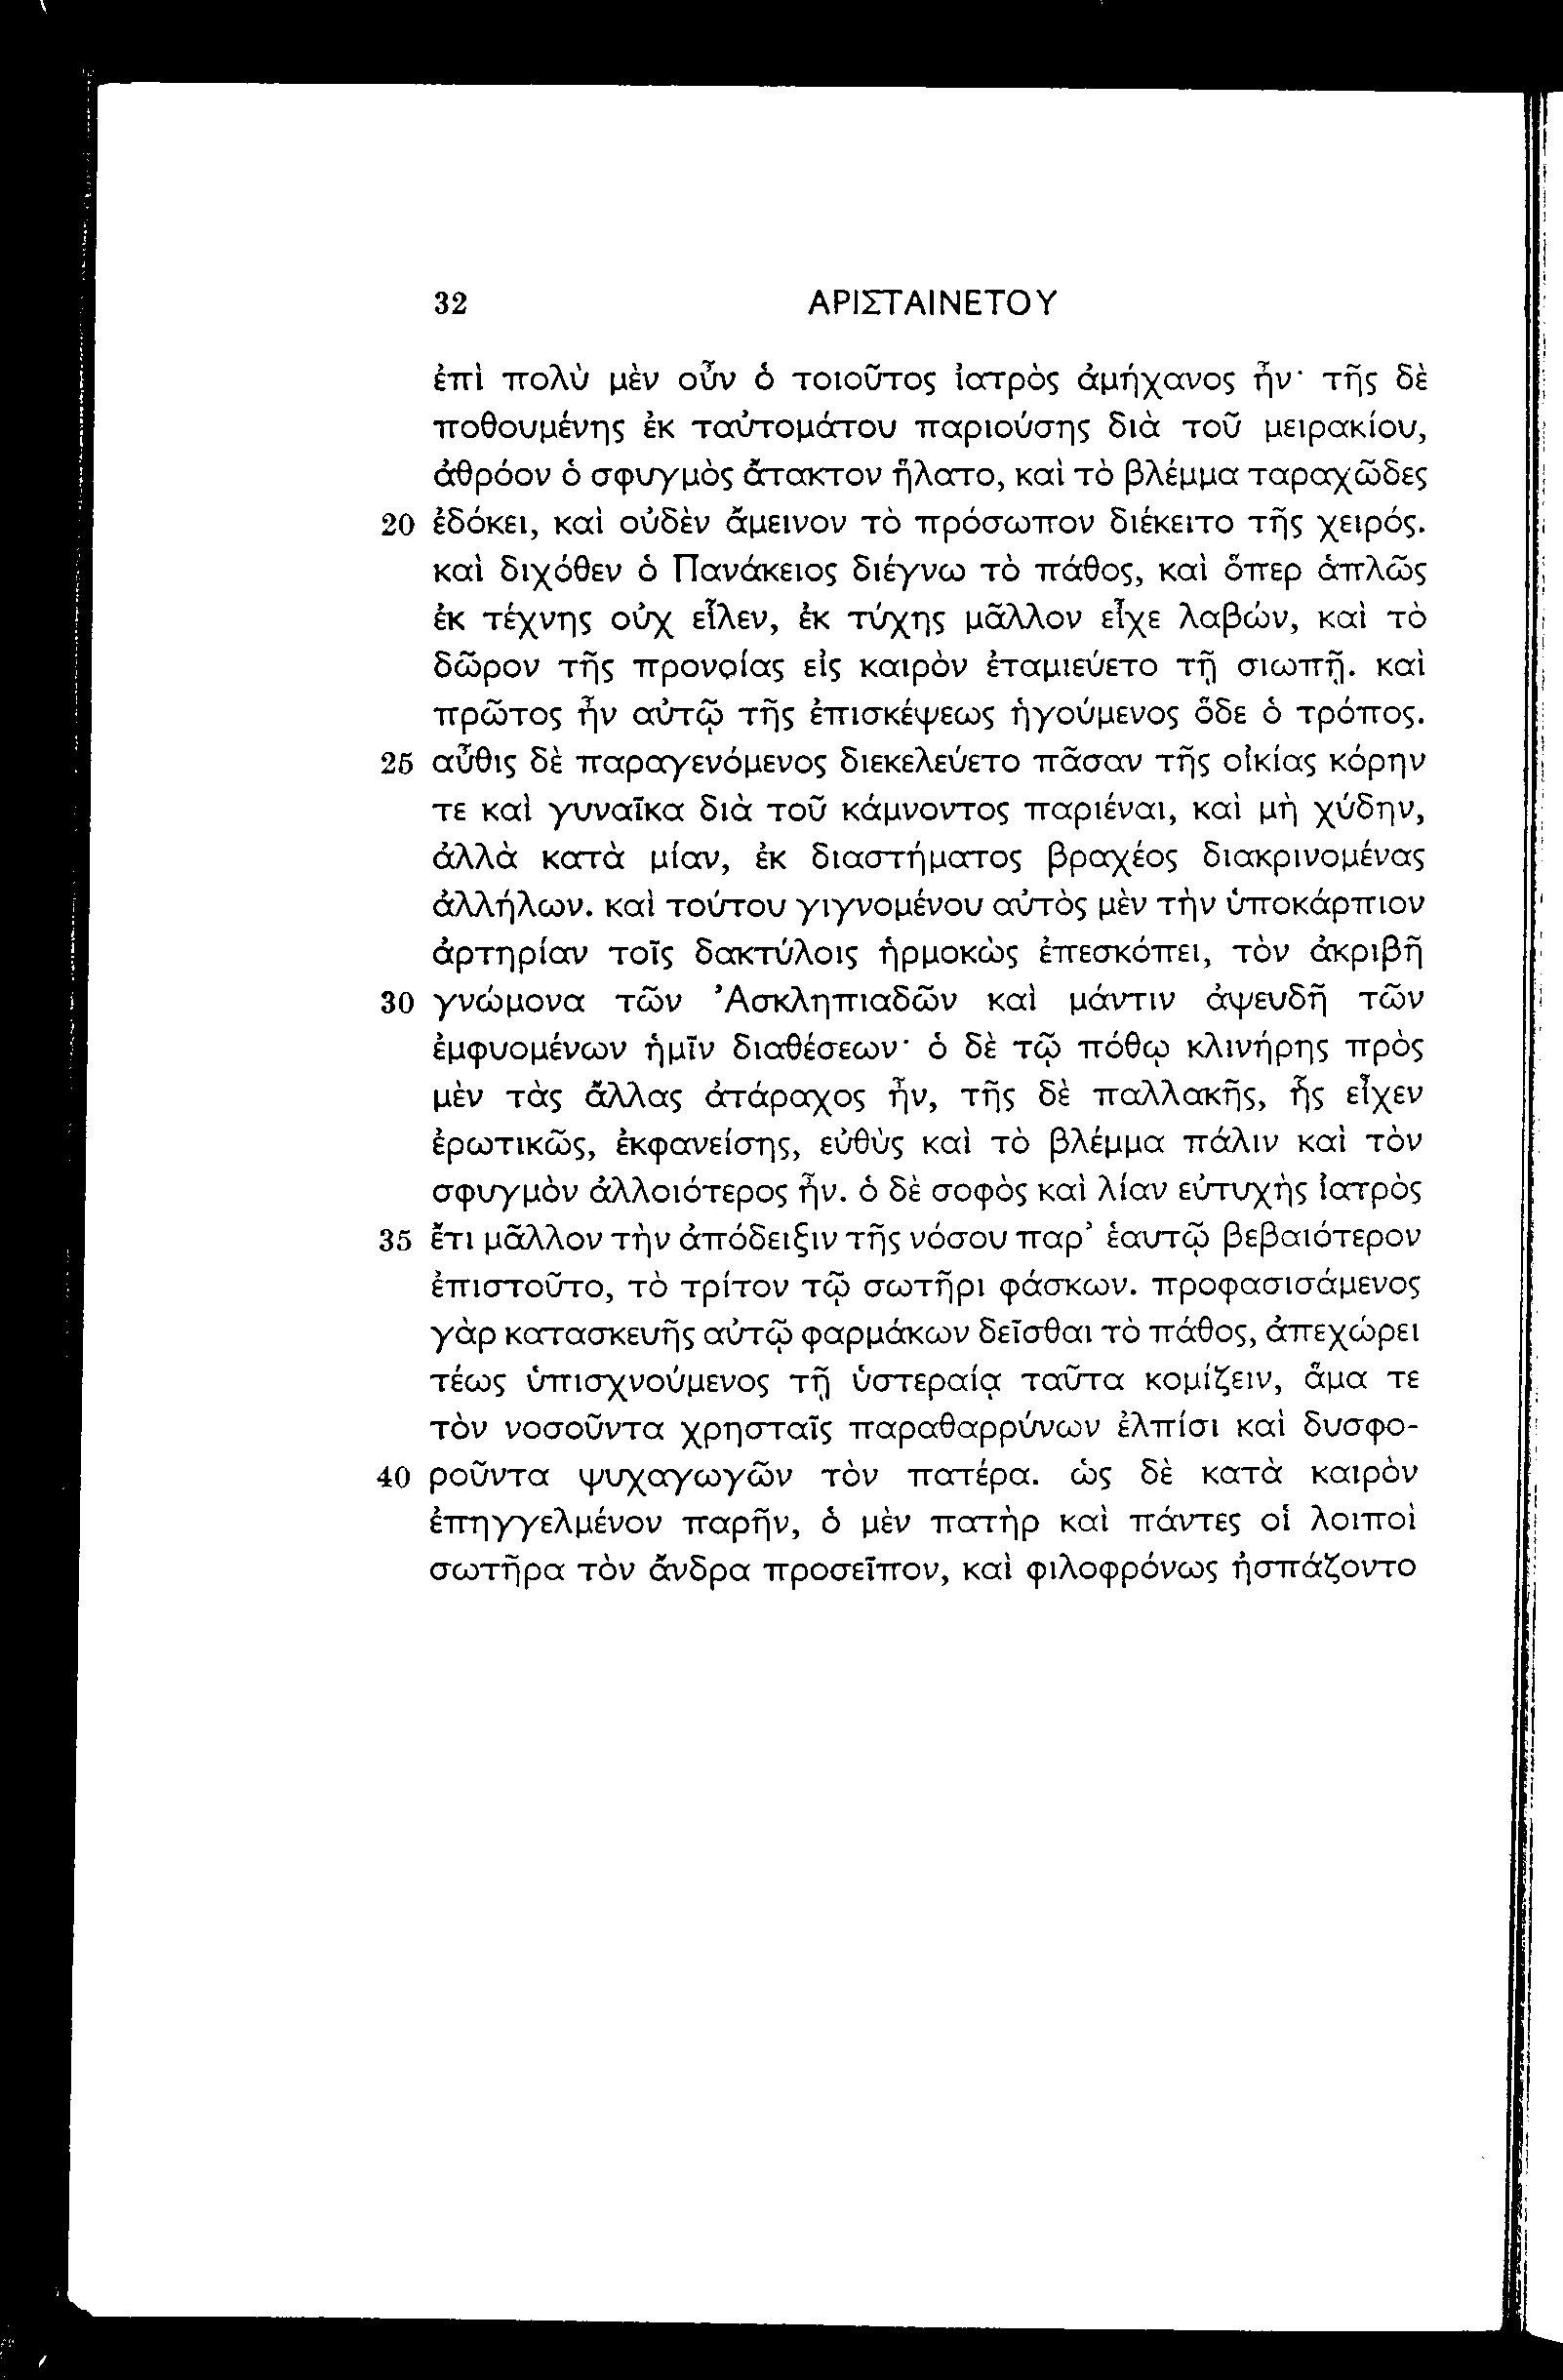 32 ΑΡΙΣΤΑΙΝΕΤΟΥ
ἐπὶ πολὺ μὲν οὖν ὁ τοιοῦτος ἰατρὸς ἀμήχανος ἦν· τῆς δὲ
ποθουμένης ἐκ ταὐτομάτου παριούσης διὰ τοῦ μειρακίου,
ἀθρόον ὁ σφυγμὸς ἄτακτον ἥλατο, καὶ τὸ βλέμμα ταραχῶδες
20 ἐδόκει, καὶ οὐδὲν ἄμεινον τὸ πρόσωπον διέκειτο τῆς χειρός.
καὶ διχόθεν ὁ Πανάκειος διέγνω τὸ πάθος, καὶ ὅπερ ἁπλῶς
ἐκ τέχνης οὐχ εἷλεν, ἐκ τύχης μᾶλλον εἶχε λαβών, καὶ τὸ
δῶρον τῆς προνοίας εἰς καιρὸν ἐταμιεύετο τῇ σιωπῇ. καὶ
πρῶτος ἦν αὐτῷ τῆς ἐπισκέψεως ἡγούμενος ὅδε ὁ τρόπος.
25 αὖθις δὲ παραγενόμενος διεκελεύετο πᾶσαν τῆς οἰκίας κόρην
τε καὶ γυναῖκα διὰ τοῦ κάμνοντος παριέναι, καὶ μὴ χύδην,
ἀλλὰ κατὰ μίαν, ἐκ διαστήματος βραχέος διακρινομένας
ἀλλήλων. καὶ τούτου γιγνομένου αὐτὸς μὲν τὴν ὑποκάρπιον
ἀρτηρίαν τοῖς δακτύλοις ἡρμοκὼς ἐπεσκόπει, τὸν ἀκριβῆ
30 γνώμονα τῶν Ἀσκληπιαδῶν καὶ μάντιν ἀψευδῆ τῶν
ἐμφυομένων ἡμῖν διαθέσεων· ὁ δὲ τῷ πόθῳ κλινήρης πρὸς
μὲν τὰς ἄλλας ἀτάραχος ἦν, τῆς δὲ παλλακῆς, ἧς εἶχεν
ἐρωτικῶς, ἐκφανείσης, εὐθὺς καὶ τὸ βλέμμα πάλιν καὶ τὸν
σφυγμὸν ἀλλοιότερος ἦν. ὁ δὲ σοφὸς καὶ λίαν εὐτυχὴς ἰατρὸς
35 ἔτι μᾶλλον τὴν ἀπόδειξιν τῆς νόσου παρ’ ἑαυτῷ βεβαιότερον
ἐπιστοῦτο, τὸ τρίτον τῷ σωτῆρι φάσκων. προφασισάμενος
γὰρ κατασκευῆς αὐτῷ φαρμάκων δεῖσθαι τὸ πάθος, ἀπεχώρει
τέως ὑπισχνούμενος τῇ ὑστεραίᾳ ταῦτα κομίζειν, ἅμα τε
τὸν νοσοῦντα χρησταῖς παραθαρρύνων ἐλπίσι καὶ δυσφο-
40 ροῦντα ψυχαγωγῶν τὸν πατέρα. ὡς δὲ κατὰ καιρὸν
ἐπηγγελμένον παρῆν, ὁ μὲν πατὴρ καὶ πάντες οἱ λοιποὶ
σωτῆρα τὸν ἄνδρα προσεῖπον, καὶ φιλοφρόνως ἠσπάζοντο